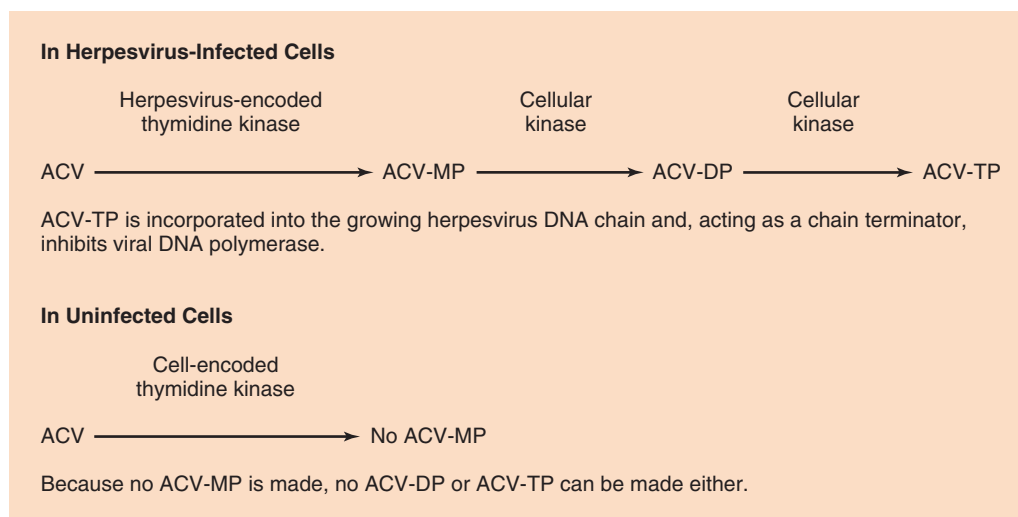 In Herpesvirus-Infected Cells
Herpesvirus-encoded
thymidine kinase
Cellular
kinase
Cellular
kinase
ACV ACV-MP ACV-DP ACV-TP
ACV-TP is incorporated into the growing herpesvirus DNA chain and, acting as a chain terminator,
inhibits viral DNA polymerase.
In Uninfected Cells
Cell-encoded
thymidine kinase
ACV No ACV-MP
Because no ACV-MP is made, no ACV-DP or ACV-TP can be made either.